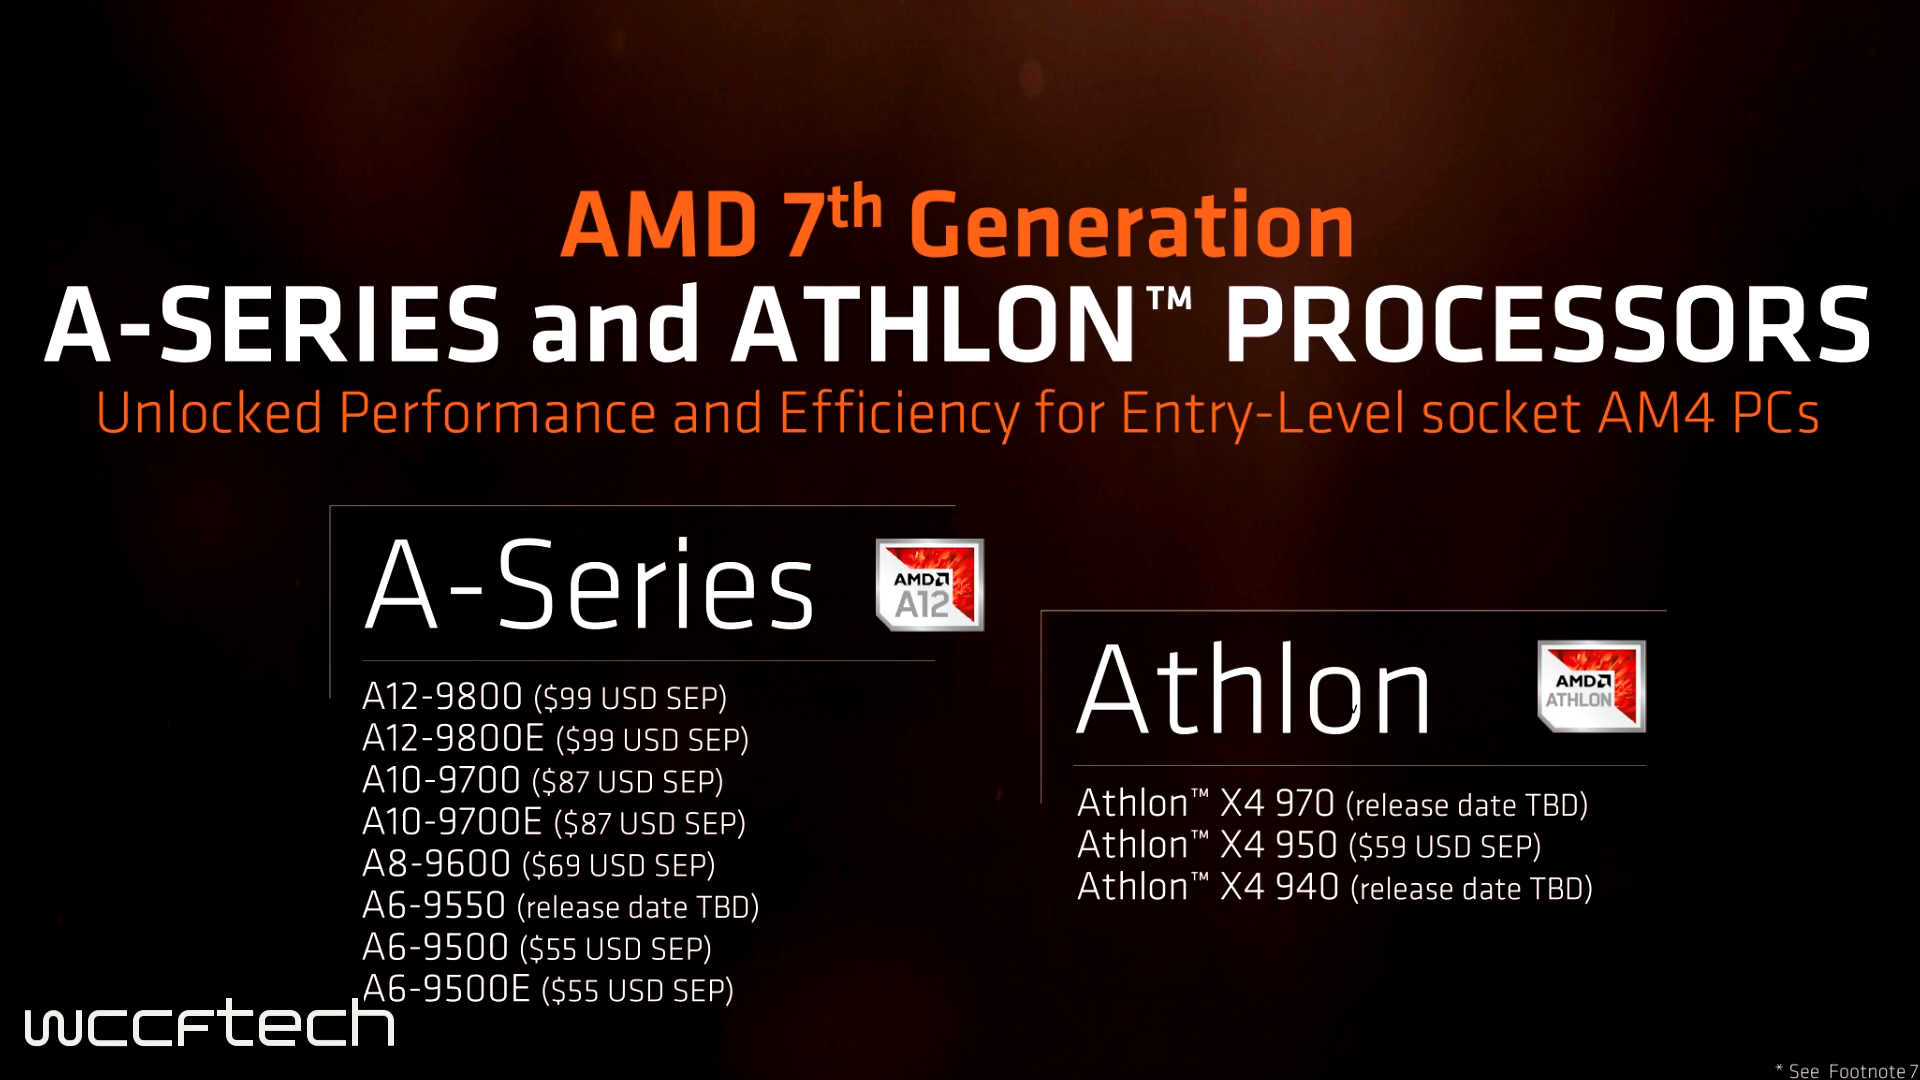 AMD 7th Generation
A-SERIES and ATHLON™ PROCESSORS
Unlocked Performance and Efficiency for Entry-Level socket AM4 PCs
A-Series
AMD
A12
A12-9800 ($99 USD SEP)
A12-9800E ($99 USD SEP)
A10-9700 ($87 USD SEP)
A10-9700E ($87 USD SEP)
A8-9600 ($69 USD SEP)
A6-9550 (release date TBD)
A6-9500 ($55 USD SEP)
A6-9500E ($55 USD SEP)
Athlon
AMD
ATHLON
Athlon™ X4 970 (release date TBD)
Athlon™ X4 950 ($59 USD SEP)
Athlon™ X4 940 (release date TBD)
wccftech
* See Footnote 7